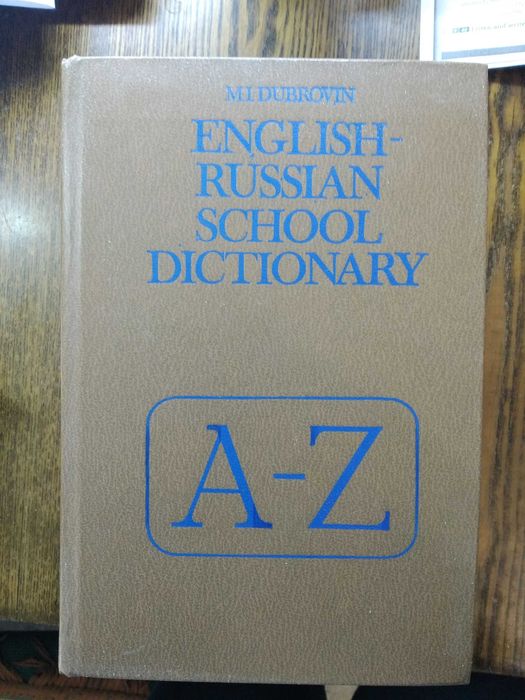 M.I. DUBROVIN
ENGLISH-
RUSSIAN
SCHOOL
DICTIONARY
A-Z